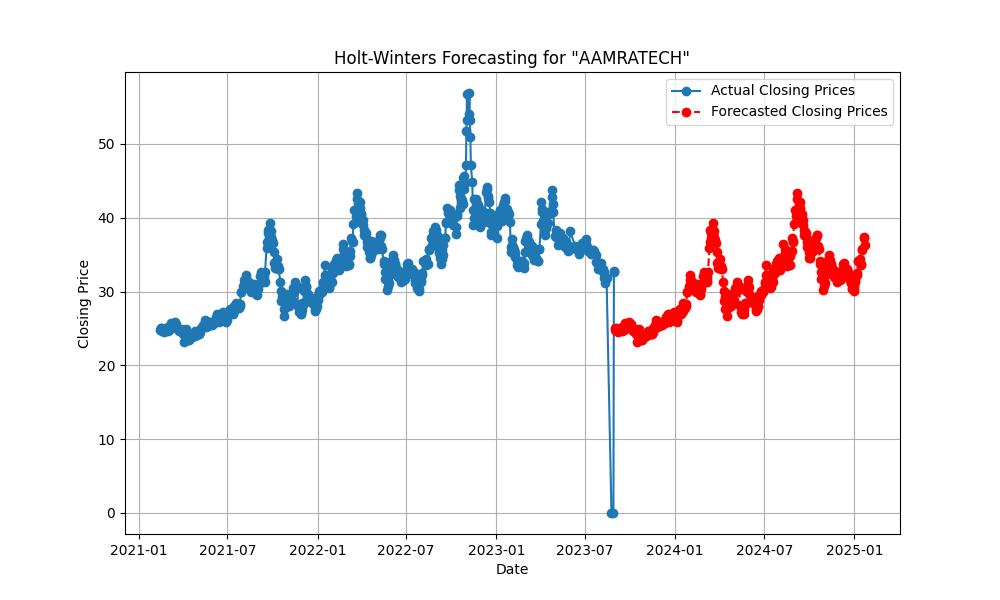 Holt-Winters Forecasting for "AAMRATECH"
Actual Closing Prices
Forecasted Closing Prices
Closing Price
50
40
30
20
10
0
2021-01 2021-07 2022-01 2022-07 2023-01 2023-07 2024-01 2024-07 2025-01
Date